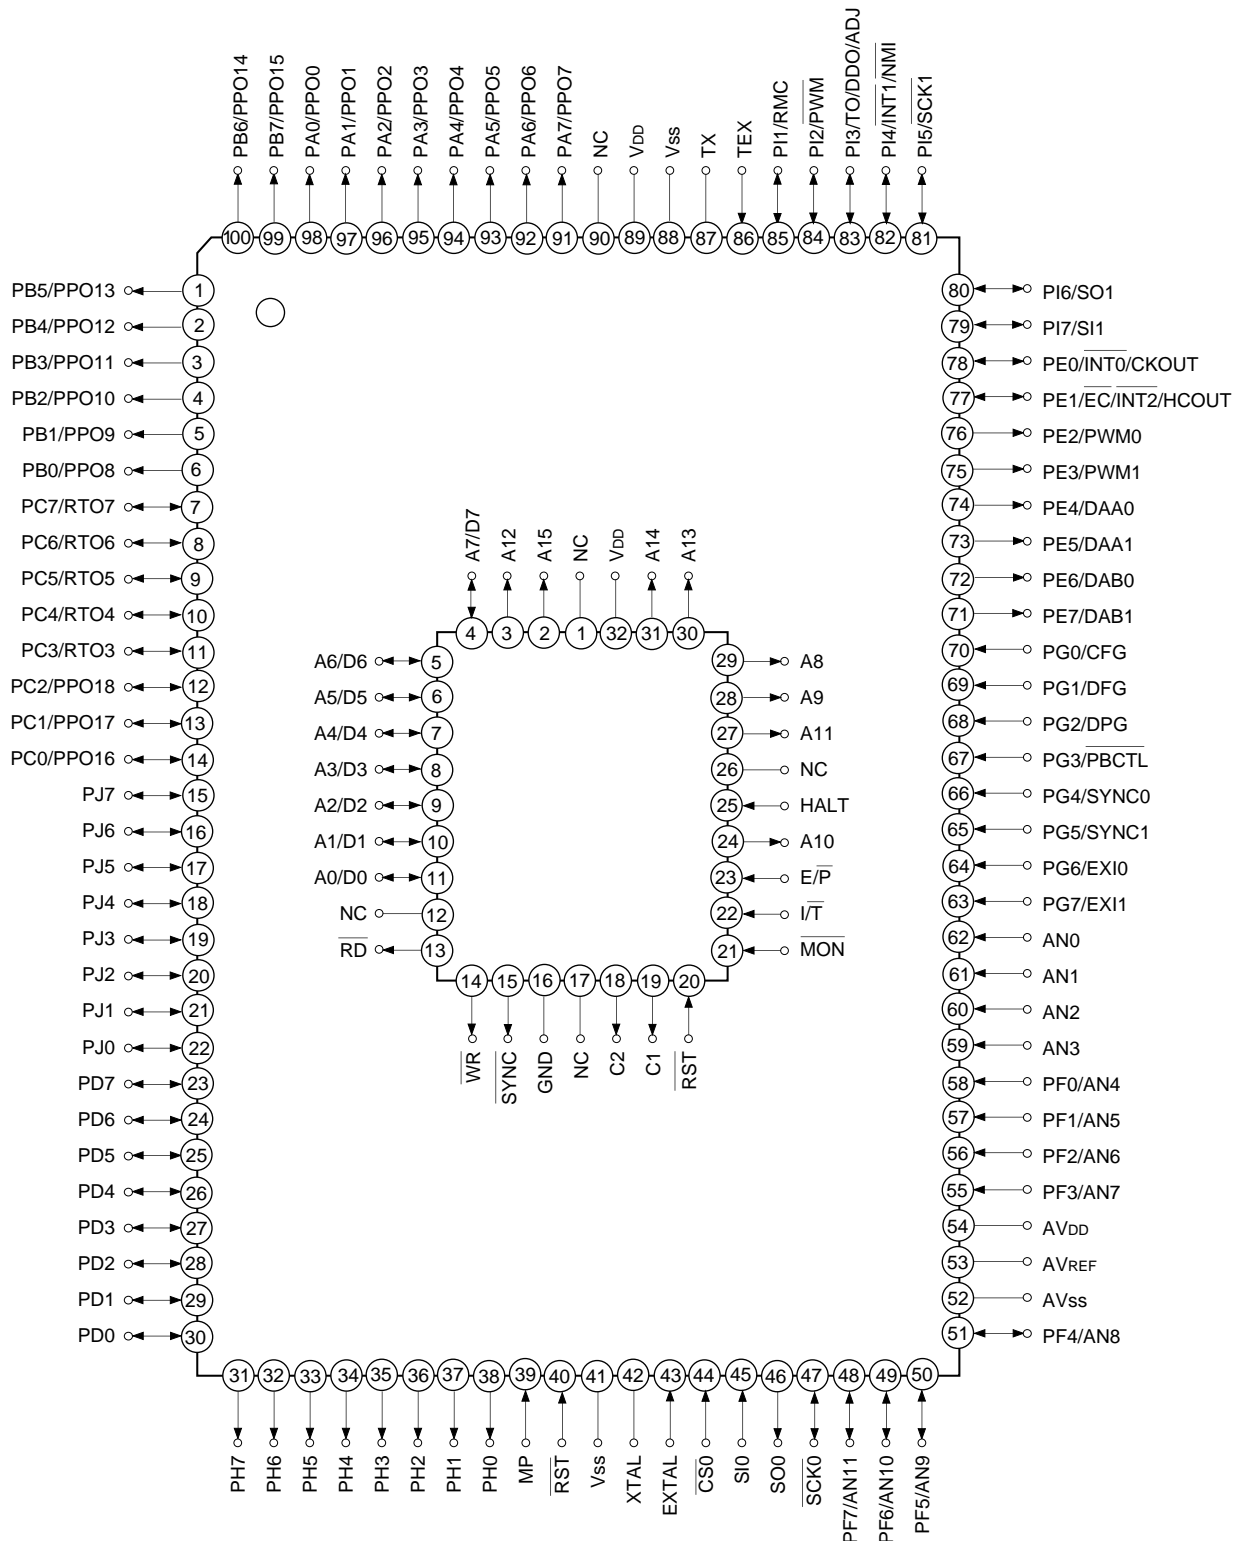 PB6/PPO14
PB7/PPO15
PA0/PPO0
PA1/PPO1
PA2/PPO2
PA3/PPO3
PA4/PPO4
PA5/PPO5
PA6/PPO6
PA7/PPO7
NC
VDD
Vss
TX
TEX
PI1/RMC
PI2/PWM
PI3/TO/DDO/ADJ
PI4/INT1/NMI
PI5/SCK1
100 99 98 97 96 95 94 93 92 91 90 89 88 87 86 85 84 83 82 81
PB5/PPO13 1
PB4/PPO12 2
PB3/PPO11 3
PB2/PPO10 4
PB1/PPO9 5
PB0/PPO8 6
PC7/RTO7 7
PC6/RTO6 8
PC5/RTO5 9
PC4/RTO4 10
PC3/RTO3 11
PC2/PPO18 12
PC1/PPO17 13
PC0/PPO16 14
PJ7 15
PJ6 16
PJ5 17
PJ4 18
PJ3 19
PJ2 20
PJ1 21
PJ0 22
PD7 23
PD6 24
PD5 25
PD4 26
PD3 27
PD2 28
PD1 29
PD0 30
A7/D7
A12
A15
NC
VDD
A14
A13
4 3 2 1 32 31 30
A6/D6 5
A5/D5 6
A4/D4 7
A3/D3 8
A2/D2 9
A1/D1 10
A0/D0 11
NC 12
RD 13
29 A8
28 A9
27 A11
26 NC
25 HALT
24 A10
23 E/P
22 I/T
21 MON
14 15 16 17 18 19 20
WR
SYNC
GND
NC
C2
C1
RST
80 PI6/SO1
79 PI7/SI1
78 PE0/INT0/CKOUT
77 PE1/EC/INT2/HCOUT
76 PE2/PWM0
75 PE3/PWM1
74 PE4/DAA0
73 PE5/DAA1
72 PE6/DAB0
71 PE7/DAB1
70 PG0/CFG
69 PG1/DFG
68 PG2/DPG
67 PG3/PBCTL
66 PG4/SYNC0
65 PG5/SYNC1
64 PG6/EXI0
63 PG7/EXI1
62 AN0
61 AN1
60 AN2
59 AN3
58 PF0/AN4
57 PF1/AN5
56 PF2/AN6
55 PF3/AN7
54 AVDD
53 AVREF
52 AVss
51 PF4/AN8
31 32 33 34 35 36 37 38 39 40 41 42 43 44 45 46 47 48 49 50
PH7
PH6
PH5
PH4
PH3
PH2
PH1
PH0
MP
RST
Vss
XTAL
EXTAL
CS0
SI0
SO0
SCK0
PF7/AN11
PF6/AN10
PF5/AN9